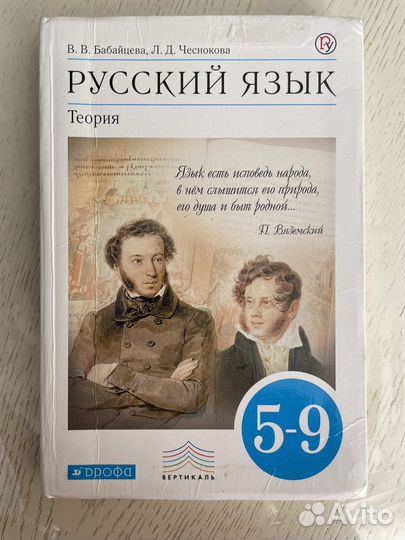 В. В. Бабайцева, Л. Д. Чеснокова
РУ
РУССКИЙ ЯЗЫК
Теория
Язык есть исповедь народа,
в нём слышится его природа,
его душа и быт родной...
П. Вяземский
5-9
дрофа
ВЕРТИКАЛЬ
Avito